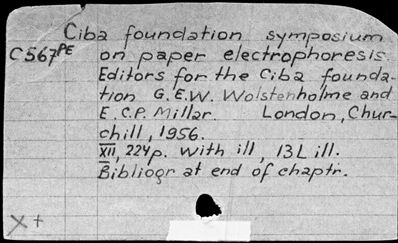 Ciba foundation symposium
C567PE on paper electrophoresis.
Editors for the Ciba founda-
tion G.E.W. Wolstenholme and
E.C.P. Millar. London, Chur-
chill, 1956.
XII, 224p. With ill, 13 L ill.
Bibliogr at end of chaptr.
X+